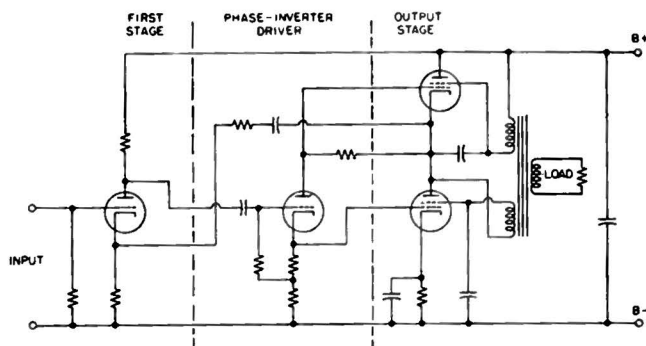 FIRST
STAGE
PHASE-INVERTER
DRIVER
OUTPUT
STAGE
B+
LOAD
INPUT
B-